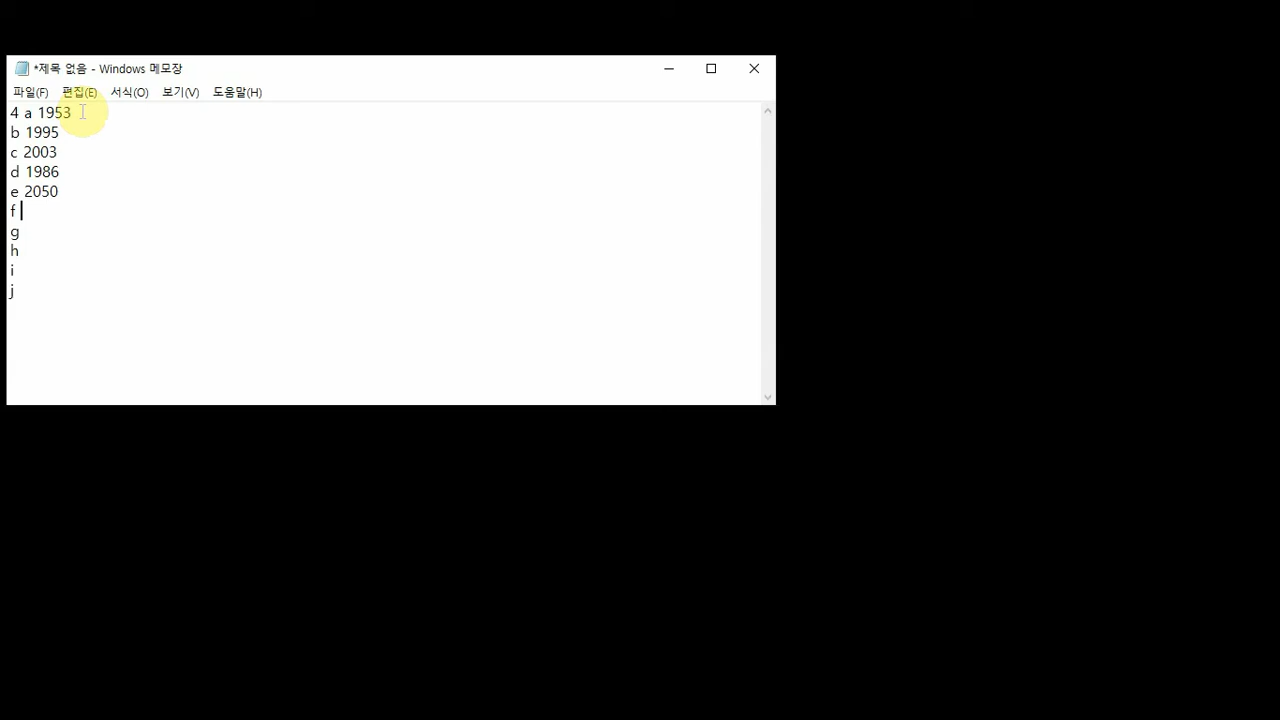 *제목 없음 - Windows 메모장
파일(F) 편집(E) 서식(O) 보기(V) 도움말(H)
4 a 1953
b 1995
c 2003
d 1986
e 2050
f
g
h
i
j